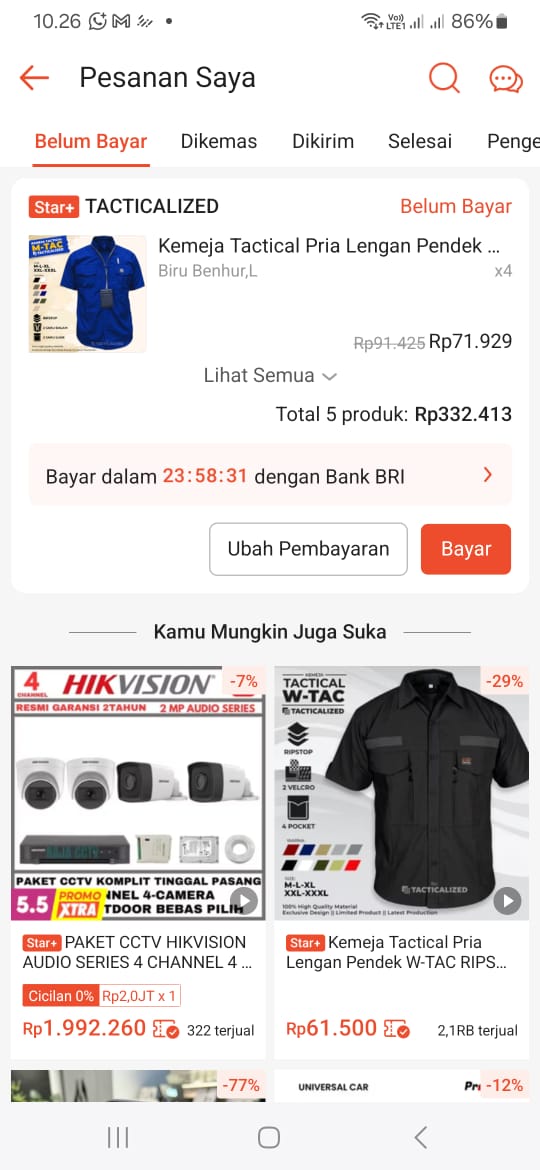 10.26
Vo))
LTE1
86%
Pesanan Saya
Belum Bayar
Dikemas
Dikirim
Selesai
Penge
Star+ TACTICALIZED
Belum Bayar
M-TAC
TACTICALIZED
M-L-XL
XXL-XXXL
Kemeja Tactical Pria Lengan Pendek ...
Biru Benhur,L
x4
Rp91.425 Rp71.929
Lihat Semua
Total 5 produk: Rp332.413
Bayar dalam 23:58:31 dengan Bank BRI
Ubah Pembayaran
Bayar
Kamu Mungkin Juga Suka
4
CHANNEL
HIKVISION
-7%
RESMI GARANSI 2TAHUN
2 MP AUDIO SERIES
RAJA CCTV
PAKET CCTV KOMPLIT TINGGAL PASANG
5.5
PROMO
XTRA
NNEL 4-CAMERA
TDOOR BEBAS PILIH
Star+ PAKET CCTV HIKVISION
AUDIO SERIES 4 CHANNEL 4 ...
Cicilan 0% Rp2,0JT x 1
Rp1.992.260
322 terjual
KEMEJA
TACTICAL
W-TAC
TACTICALIZED
-29%
RIPSTOP
2 VELCRO
4 POCKET
WARNA:
SIZE:
M-L-XL
XXL-XXXL
100% High Quality Material
Exclusive Design || Limited Product || Latest Production
TACTICALIZED
Star+ Kemeja Tactical Pria
Lengan Pendek W-TAC RIPS...
Rp61.500
2,1RB terjual
-77%
UNIVERSAL CAR
-12%